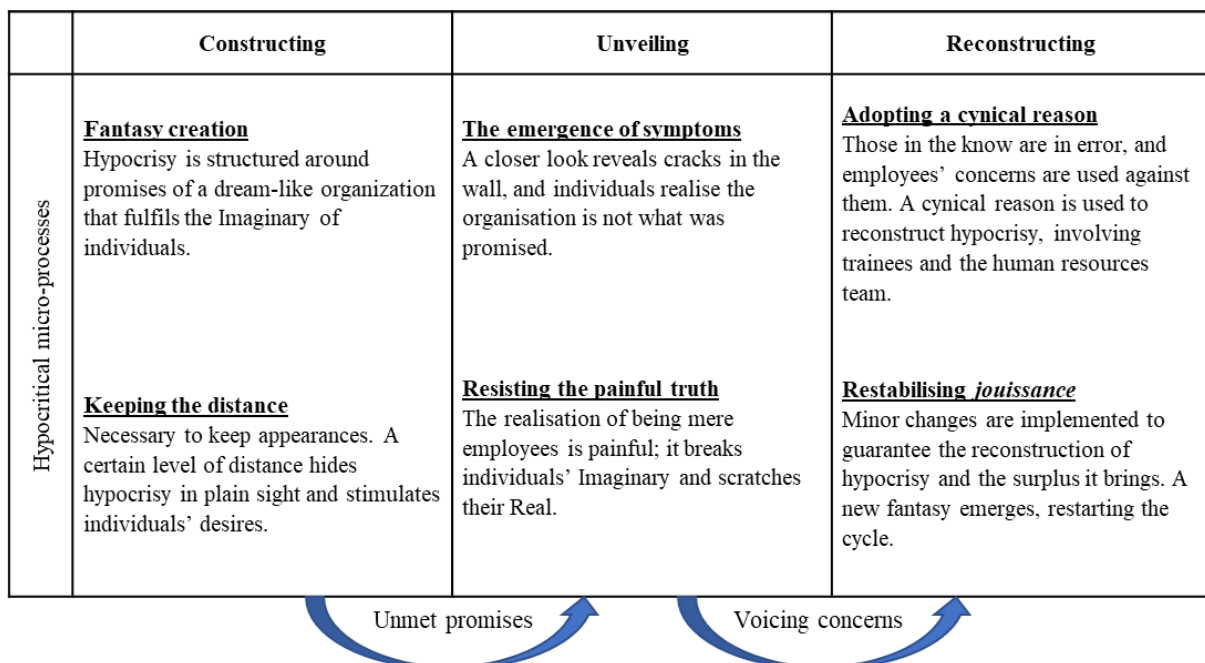 Constructing
Unveiling
Reconstructing
Hypocritical micro-processes
Fantasy creation
Hypocrisy is structured around
promises of a dream-like organization
that fulfils the Imaginary of
individuals.
Keeping the distance
Necessary to keep appearances. A
certain level of distance hides
hypocrisy in plain sight and stimulates
individuals’ desires.
The emergence of symptoms
A closer look reveals cracks in the
wall, and individuals realise the
organisation is not what was
promised.
Resisting the painful truth
The realisation of being mere
employees is painful; it breaks
individuals’ Imaginary and scratches
their Real.
Adopting a cynical reason
Those in the know are in error, and
employees’ concerns are used against
them. A cynical reason is used to
reconstruct hypocrisy, involving
trainees and the human resources
team.
Restabilising jouissance
Minor changes are implemented to
guarantee the reconstruction of
hypocrisy and the surplus it brings. A
new fantasy emerges, restarting the
cycle.
Unmet promises
Voicing concerns